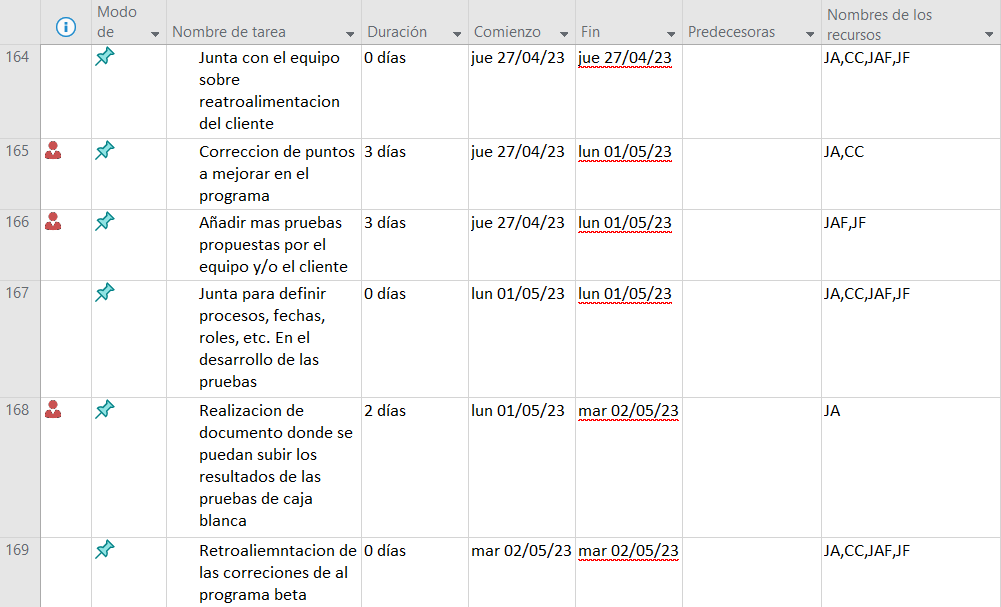 Modo de Nombre de tarea Duración Comienzo Fin Predecesoras Nombres de los recursos
164 Junta con el equipo 0 días jue 27/04/23 jue 27/04/23 JA,CC,JAF,JF
sobre
reatroalimentacion
del cliente
165 Correccion de puntos 3 días jue 27/04/23 lun 01/05/23 JA,CC
a mejorar en el
programa
166 Añadir mas pruebas 3 días jue 27/04/23 lun 01/05/23 JAF,JF
propuestas por el
equipo y/o el cliente
167 Junta para definir 0 días lun 01/05/23 lun 01/05/23 JA,CC,JAF,JF
procesos, fechas,
roles, etc. En el
desarrollo de las
pruebas
168 Realizacion de 2 días lun 01/05/23 mar 02/05/23 JA
documento donde se
puedan subir los
resultados de las
pruebas de caja
blanca
169 Retroaliemntacion de 0 días mar 02/05/23 mar 02/05/23 JA,CC,JAF,JF
las correciones de al
programa beta